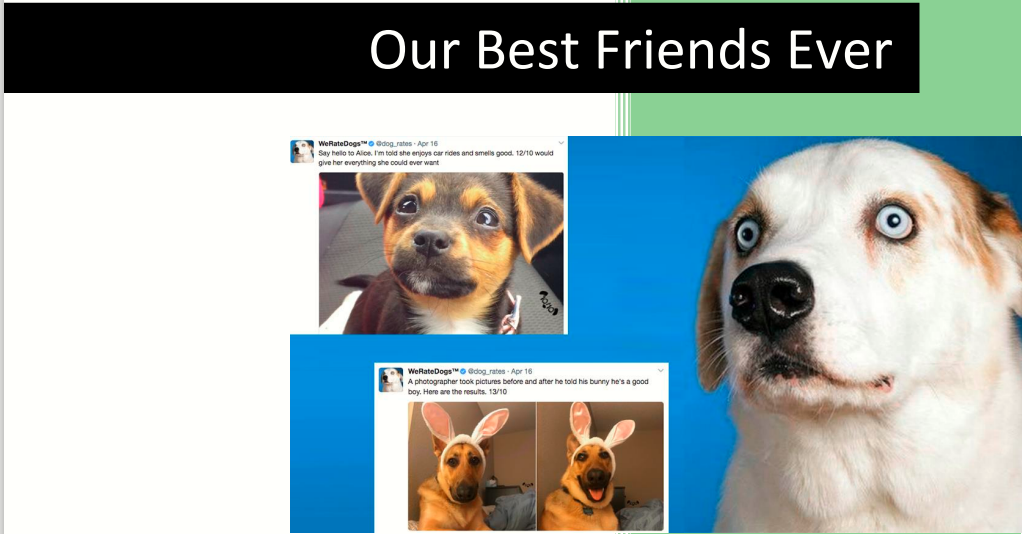 Our Best Friends Ever
WeRateDogs™ @dog_rates · Apr 16
Say hello to Alice. I'm told she enjoys car rides and smells good. 12/10 would
give her everything she could ever want
WeRateDogs™ @dog_rates · Apr 16
A photographer took pictures before and after he told his bunny he's a good
boy. Here are the results. 13/10